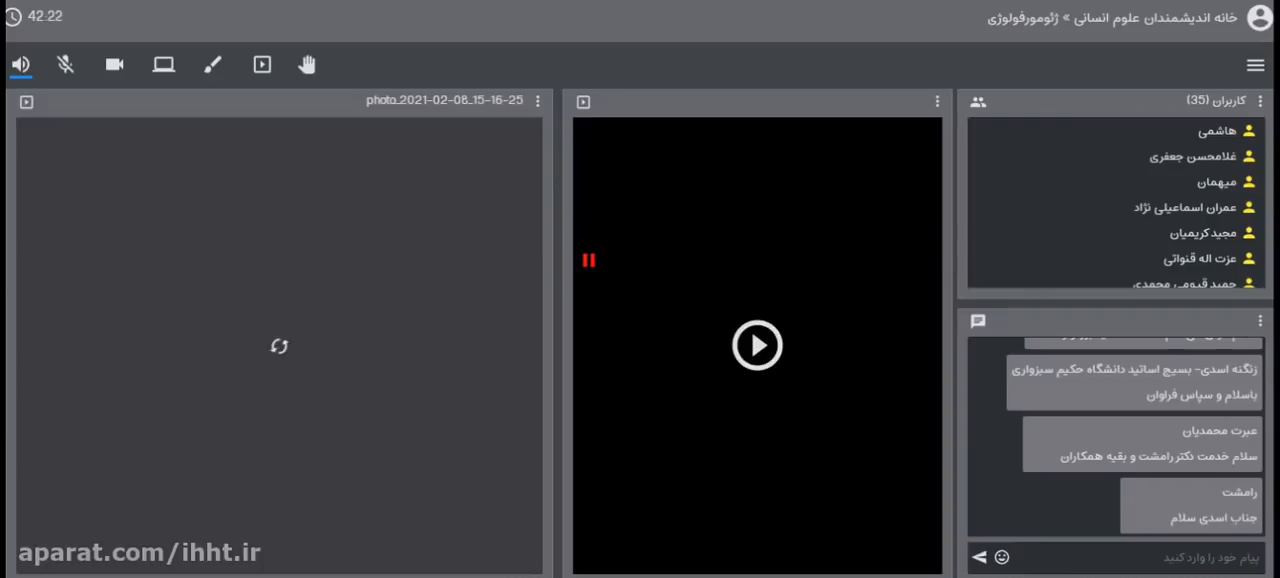 42:22
خانه اندیشمندان علوم انسانی » ژئومورفولوژی
photo_2021-02-08_15-16-25
کاربران (35)
هاشمی
غلامحسن جعفری
میهمان
عمران اسماعیلی نژاد
مجید کریمیان
عزت اله قنواتی
حمید قیومی محمدی
زنگنه اسدی- بسیج اساتید دانشگاه حکیم سبزواری
باسلام و سپاس فراوان
عبرت محمدیان
سلام خدمت دکتر رامشت و بقیه همکاران
رامشت
جناب اسدی سلام
پیام خود را وارد کنید
aparat.com/ihht.ir